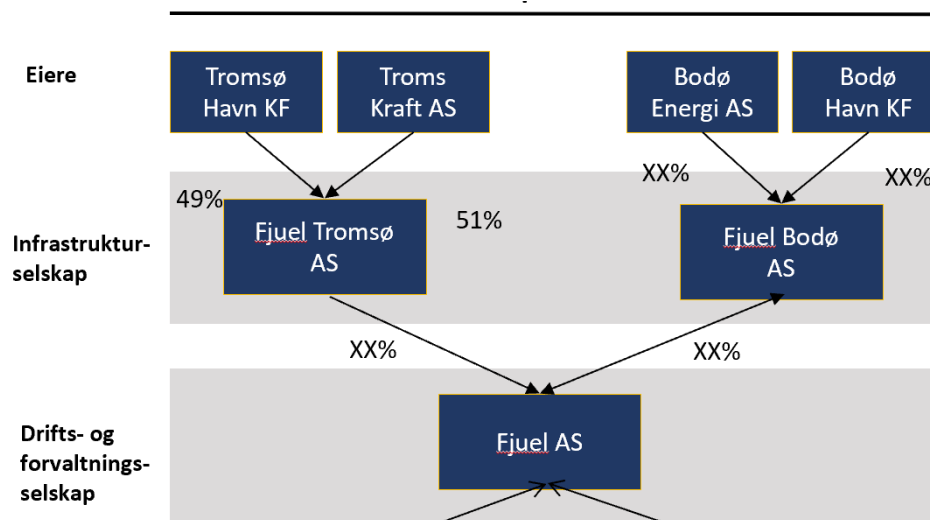 Eiere
Tromsø
Havn KF
Troms
Kraft AS
Bodø
Energi AS
Bodø
Havn KF
49%
51%
XX%
XX%
Infrastruktur-
selskap
Fjuel Tromsø
AS
Fjuel Bodø
AS
XX%
XX%
Drifts- og
forvaltnings-
selskap
Fjuel AS